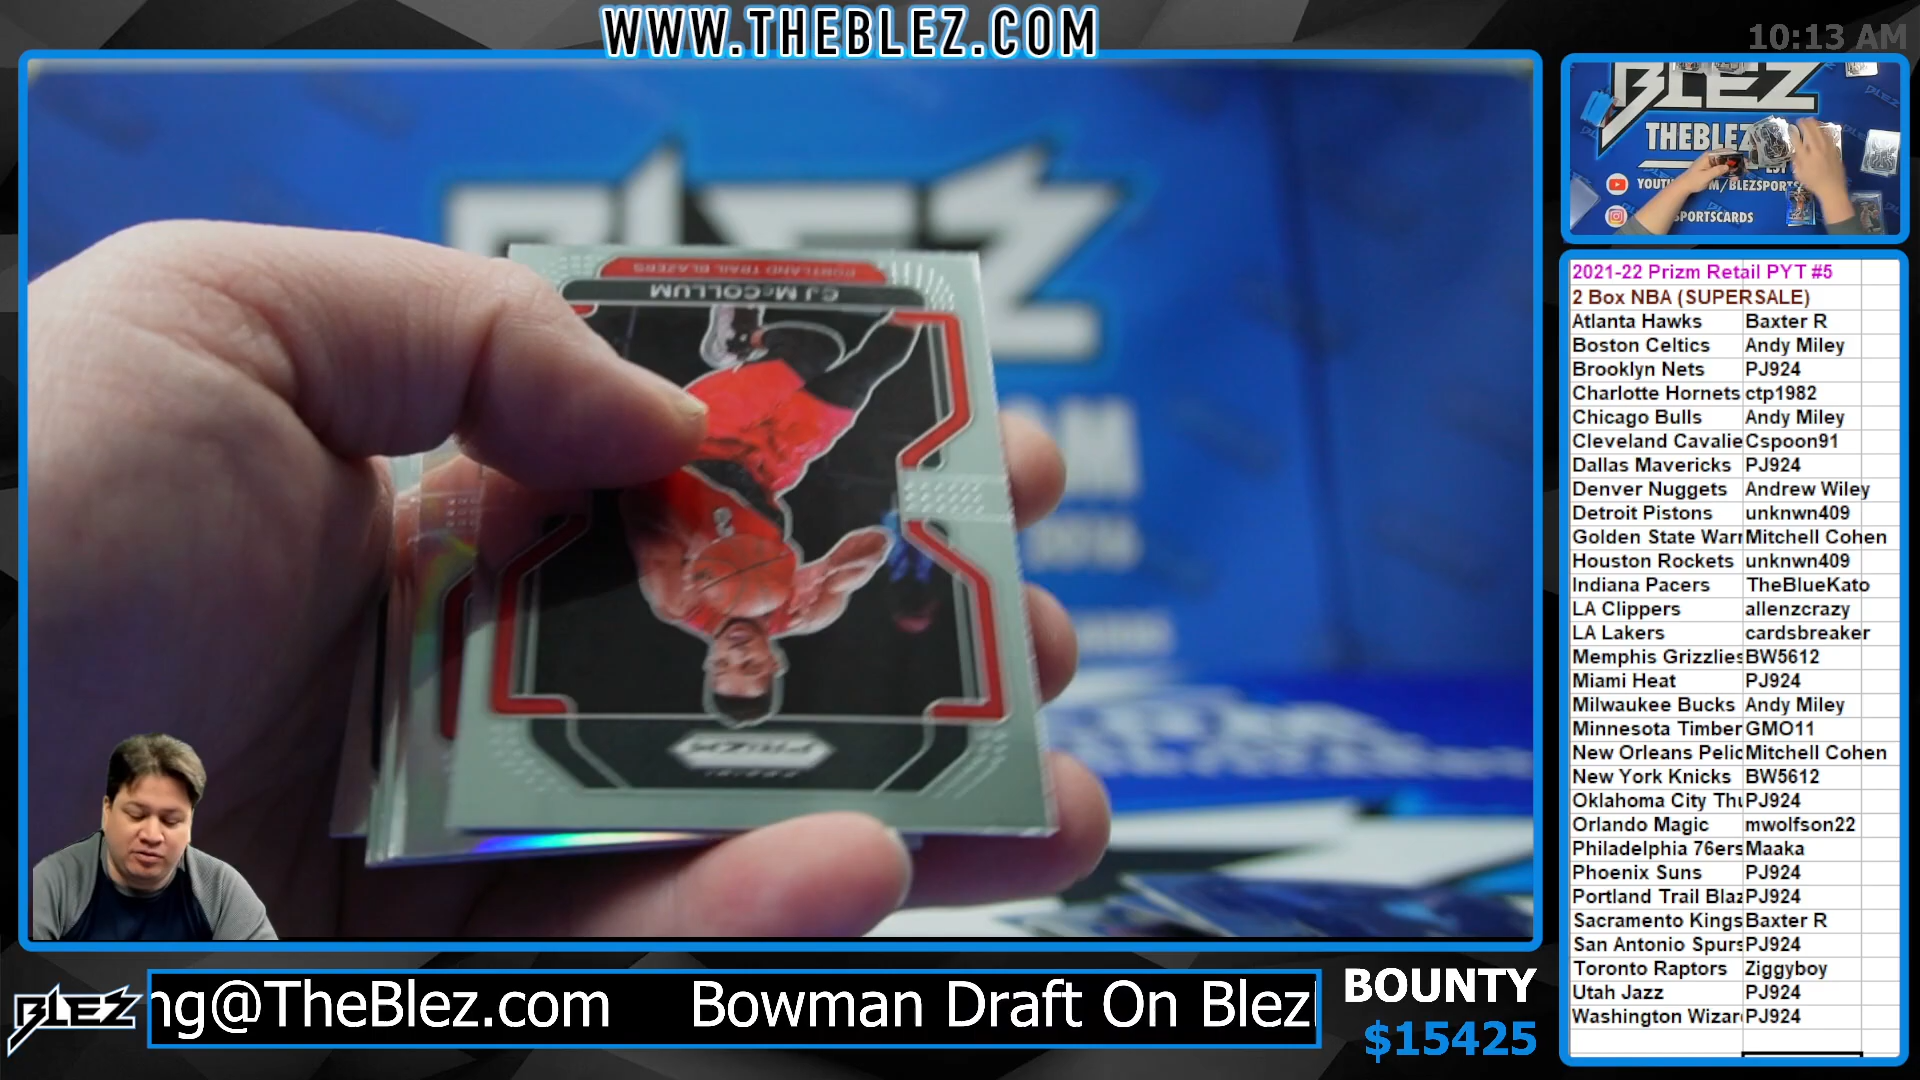 WWW.THEBLEZ.COM
10:13 AM
BLEZ
PORTLAND TRAIL BLAZERS
CJ McCOLLUM
PRIZM
PANINI
BLEZ
THEBLEZ
SPORTSCARDS
2021-22 Prizm Retail PYT #5
2 Box NBA (SUPERSALE)
Atlanta Hawks Baxter R
Boston Celtics Andy Miley
Brooklyn Nets PJ924
Charlotte Hornets ctp1982
Chicago Bulls Andy Miley
Cleveland Cavalie Cspoon91
Dallas Mavericks PJ924
Denver Nuggets Andrew Wiley
Detroit Pistons unknwn409
Golden State Warr Mitchell Cohen
Houston Rockets unknwn409
Indiana Pacers TheBlueKato
LA Clippers allenzcrazy
LA Lakers cardsbreaker
Memphis Grizzlies BW5612
Miami Heat PJ924
Milwaukee Bucks Andy Miley
Minnesota Timber GMO11
New Orleans Pelic Mitchell Cohen
New York Knicks BW5612
Oklahoma City Thu PJ924
Orlando Magic mwolfson22
Philadelphia 76ers Maaka
Phoenix Suns PJ924
Portland Trail Blaz PJ924
Sacramento Kings Baxter R
San Antonio Spurs PJ924
Toronto Raptors Ziggyboy
Utah Jazz PJ924
Washington Wizar PJ924
BLEZ
ng@TheBlez.com Bowman Draft On Blez
BOUNTY
$15425